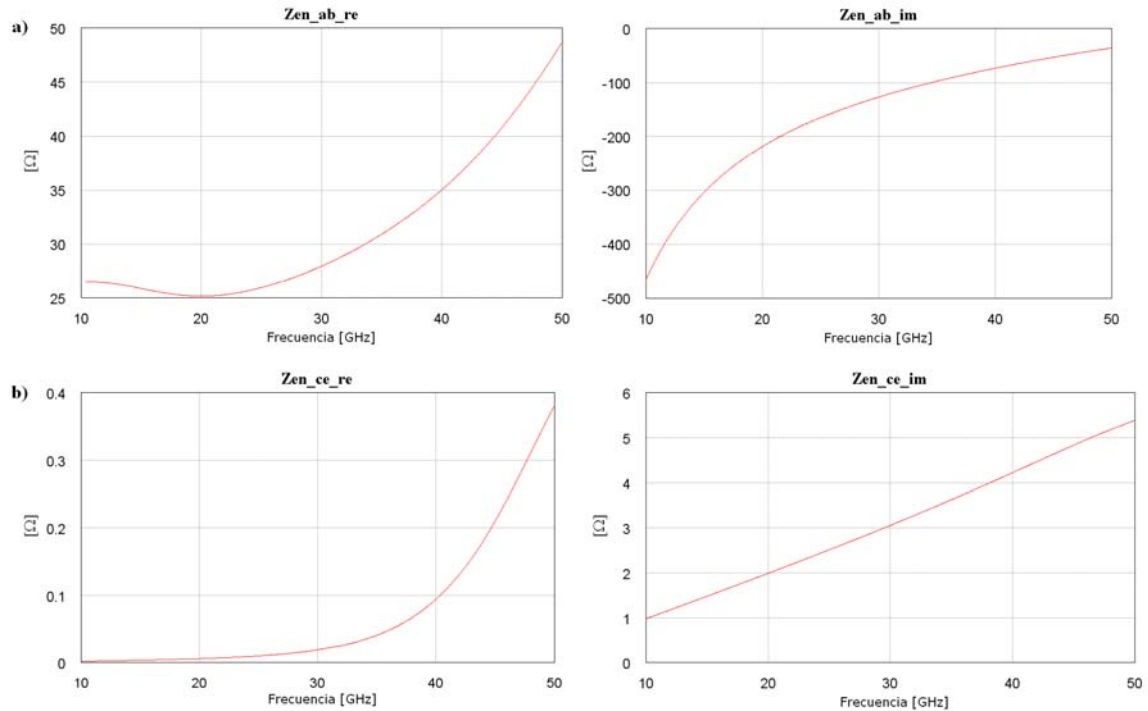 a)
Zen_ab_re
50
45
40
35
30
25
[Ω]
10 20 30 40 50
Frecuencia [GHz]
Zen_ab_im
0
-100
-200
-300
-400
-500
[Ω]
10 20 30 40 50
Frecuencia [GHz]
b)
Zen_ce_re
0.4
0.3
0.2
0.1
0
[Ω]
10 20 30 40 50
Frecuencia [GHz]
Zen_ce_im
6
5
4
3
2
1
0
[Ω]
10 20 30 40 50
Frecuencia [GHz]